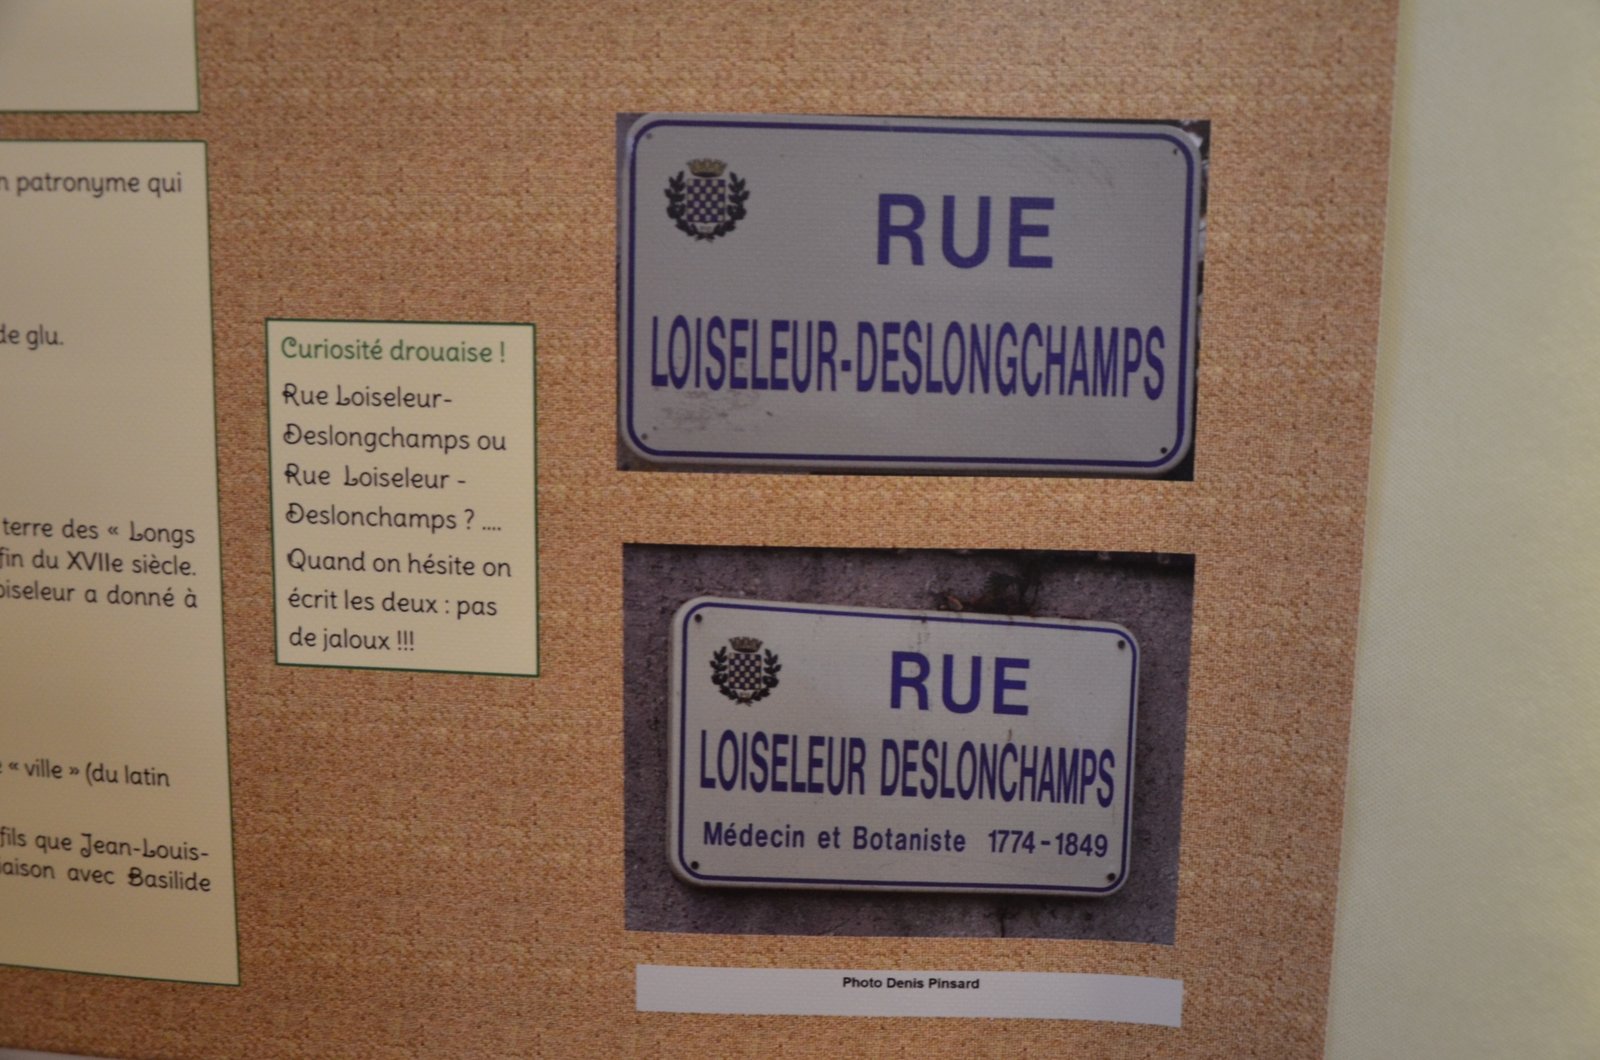 n patronyme qui
de glu.
terre des « Longs
fin du XVIIe siècle.
oiseleur a donné à
« ville » (du latin
fils que Jean-Louis-
iaison avec Basilide
Curiosité drouaise !
Rue Loiseleur-
Deslongchamps ou
Rue Loiseleur -
Deslonchamps ? ....
Quand on hésite on
écrit les deux : pas
de jaloux !!!
RUE
LOISELEUR-DESLONGCHAMPS
RUE
LOISELEUR DESLONCHAMPS
Médecin et Botaniste 1774-1849
Photo Denis Pinsard